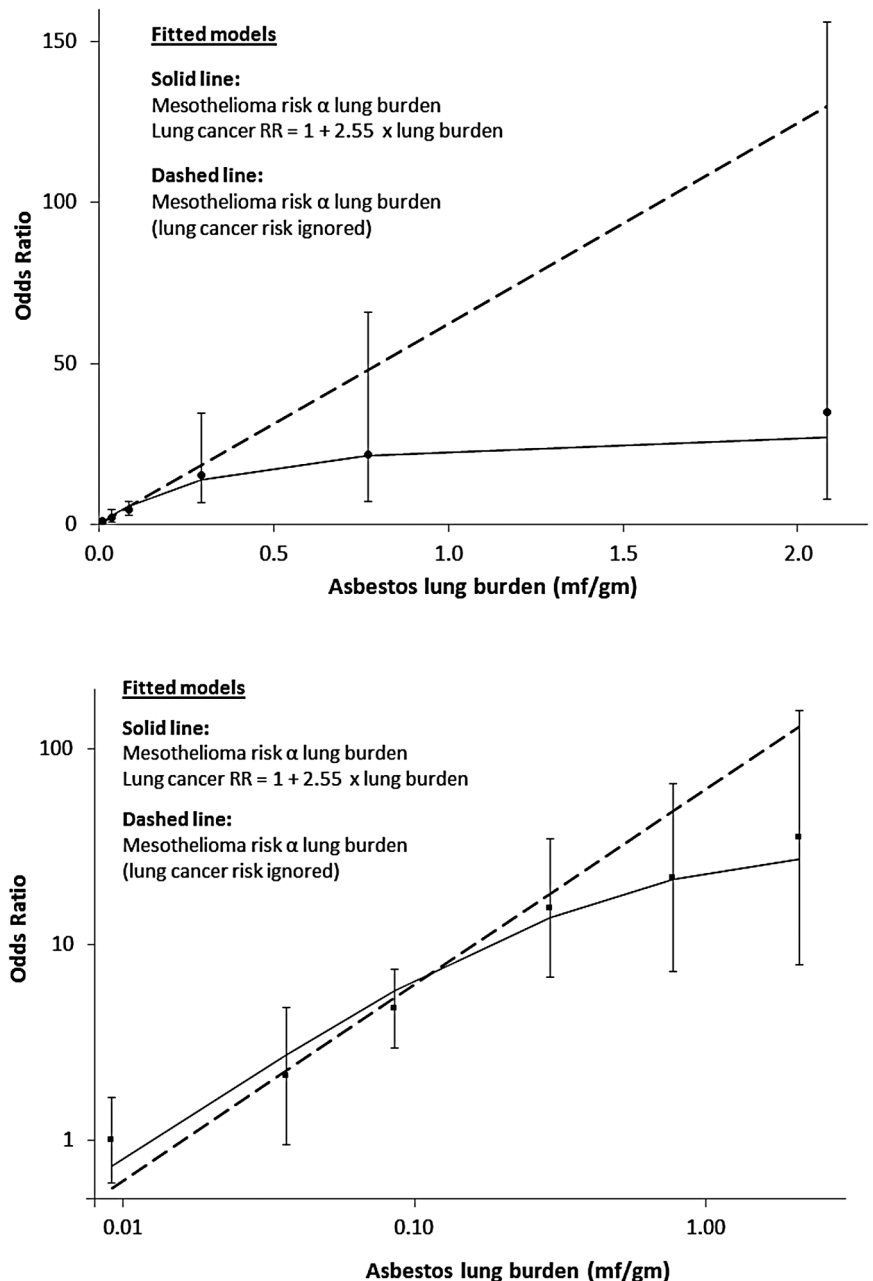 Fitted models
Solid line:
Mesothelioma risk α lung burden
Lung cancer RR = 1 + 2.55 x lung burden
Dashed line:
Mesothelioma risk α lung burden
(lung cancer risk ignored)
150
100
50
0
Odds Ratio
0.0 0.5 1.0 1.5 2.0
Asbestos lung burden (mf/gm)
Fitted models
Solid line:
Mesothelioma risk α lung burden
Lung cancer RR = 1 + 2.55 x lung burden
Dashed line:
Mesothelioma risk α lung burden
(lung cancer risk ignored)
100
10
1
Odds Ratio
0.01 0.10 1.00
Asbestos lung burden (mf/gm)